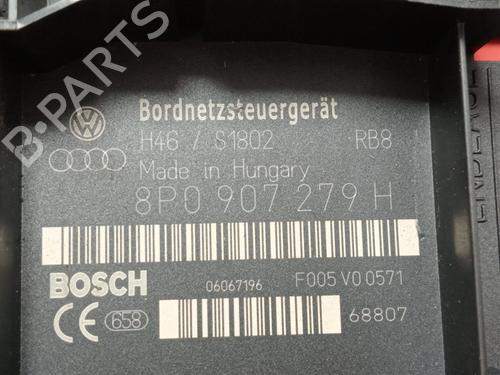 Bordnetzsteuergerät
H46 / S1802 RB8
Made in Hungary
8P0 907 279 H
BOSCH 06067196 F005 V0 0571
CE 658 68807
B-PARTS